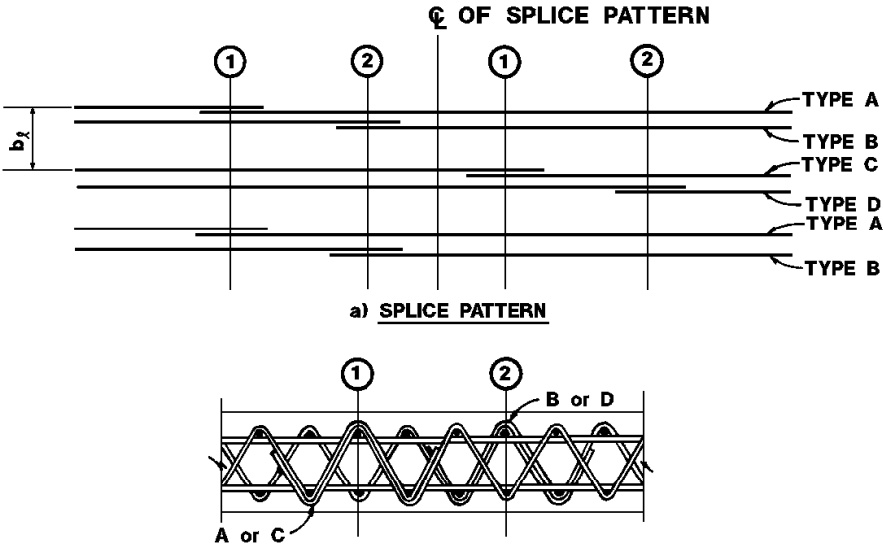 ℄ OF SPLICE PATTERN
1
2
1
2
bℓ
TYPE A
TYPE B
TYPE C
TYPE D
TYPE A
TYPE B
a) SPLICE PATTERN
1
2
B or D
A or C